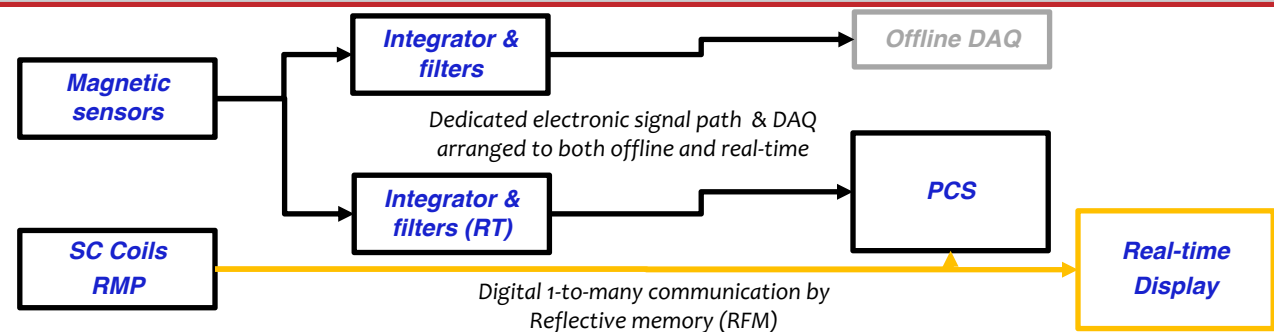 Integrator &
filters
Offline DAQ
Magnetic
sensors
Dedicated electronic signal path & DAQ
arranged to both offline and real-time
Integrator &
filters (RT)
PCS
SC Coils
RMP
Real-time
Display
Digital 1-to-many communication by
Reflective memory (RFM)